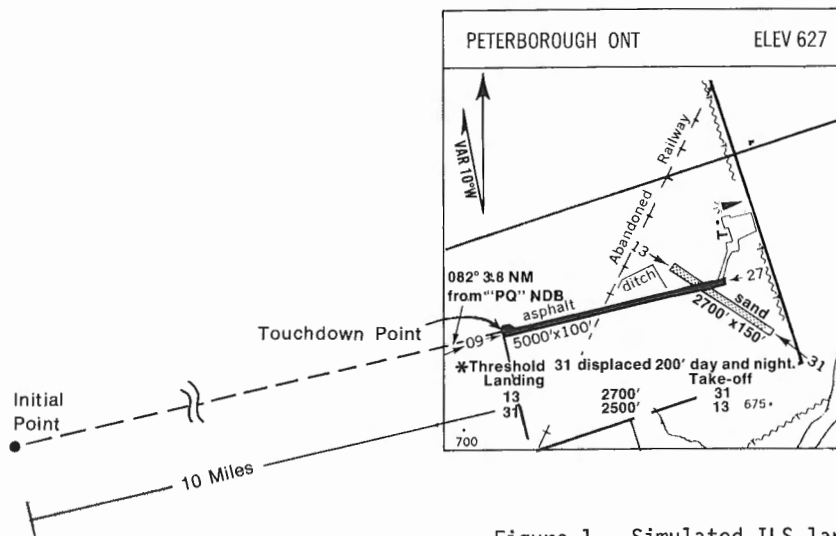 PETERBOROUGH ONT ELEV 627
VAR 10°W
Abandoned Railway
T
13
27
ditch
sand
2700'x150'
082° 3.8 NM
from "PQ" NDB
asphalt
5000'x100'
Touchdown Point
09
31
*Threshold 31 displaced 200' day and night.
Landing Take-off
13 2700' 31
31 2500' 13
675
700
Initial
Point
10 Miles
Figure 1 Simulated ILS